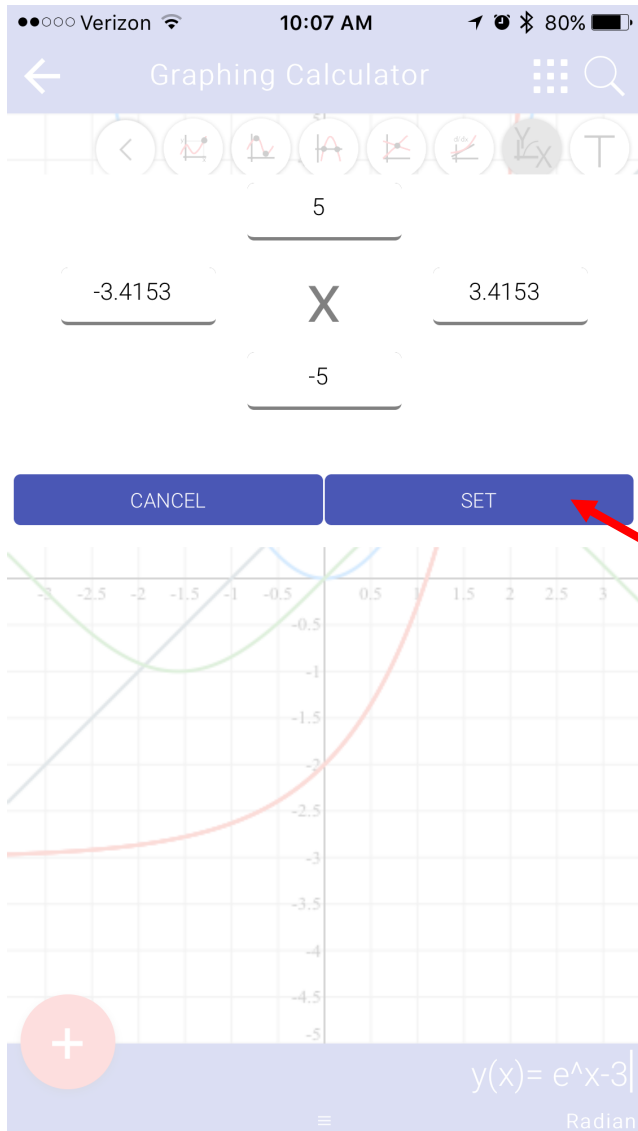 Verizon 10:07 AM 80%
Graphing Calculator
d/dx Y X T
5
-3.4153 X 3.4153
-5
CANCEL SET
-3 -2.5 -2 -1.5 -1 -0.5 0.5 1.5 2 2.5 3
-0.5
-1
-1.5
-2
-2.5
-3
-3.5
-4
-4.5
-5
y(x)= e^x-3
Radian